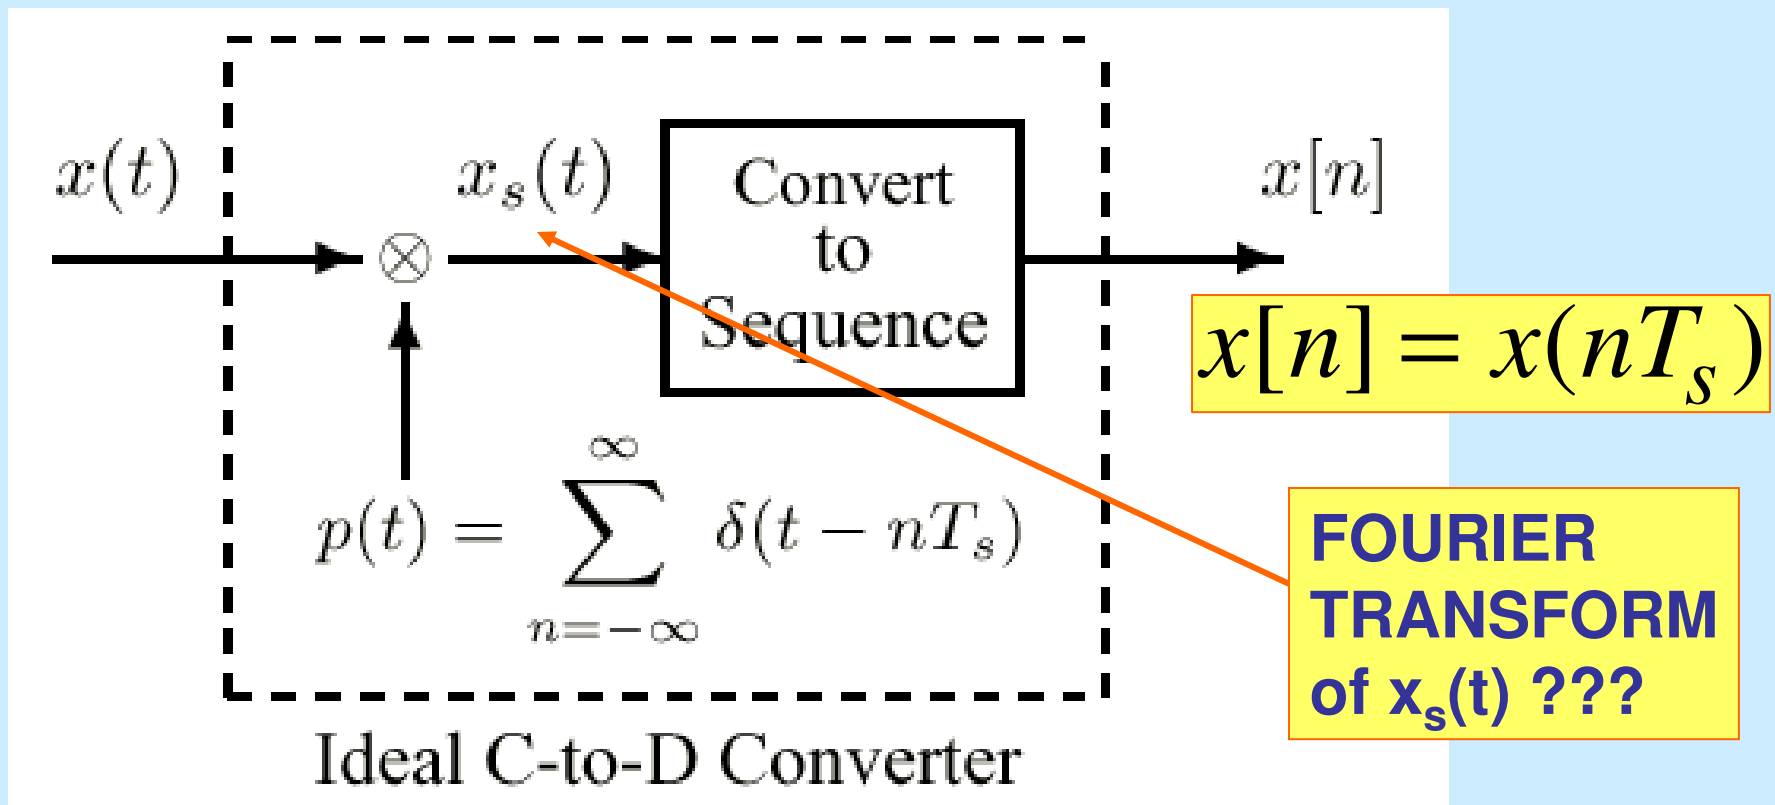 x(t)
x_s(t)
Convert
to
Sequence
x[n]
x[n] = x(nT_s)
⊗
p(t) = ∑_{n=-∞}^{∞} δ(t − nT_s)
FOURIER
TRANSFORM
of x_s(t) ???
Ideal C-to-D Converter